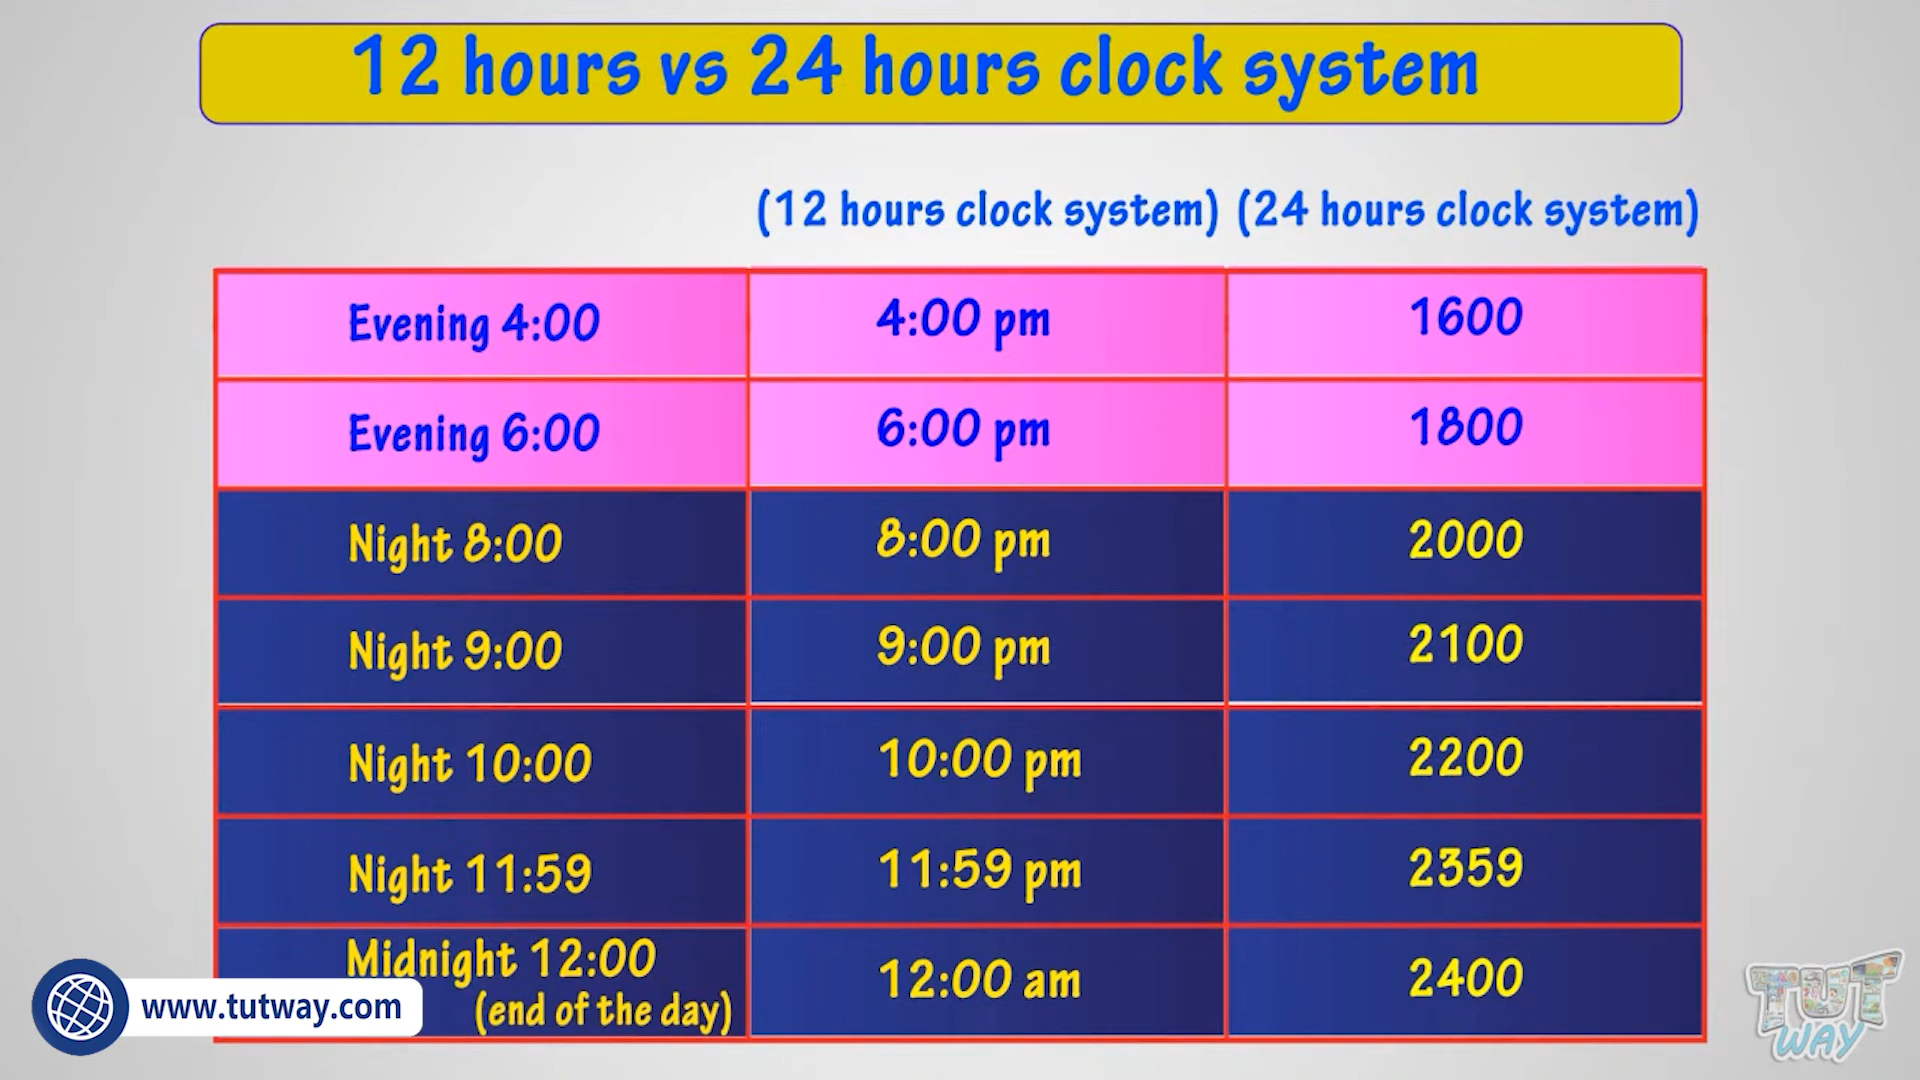 12 hours vs 24 hours clock system
(12 hours clock system) (24 hours clock system)
Evening 4:00 4:00 pm 1600
Evening 6:00 6:00 pm 1800
Night 8:00 8:00 pm 2000
Night 9:00 9:00 pm 2100
Night 10:00 10:00 pm 2200
Night 11:59 11:59 pm 2359
Midnight 12:00 12:00 am 2400
(end of the day)
www.tutway.com
TUT
WAY